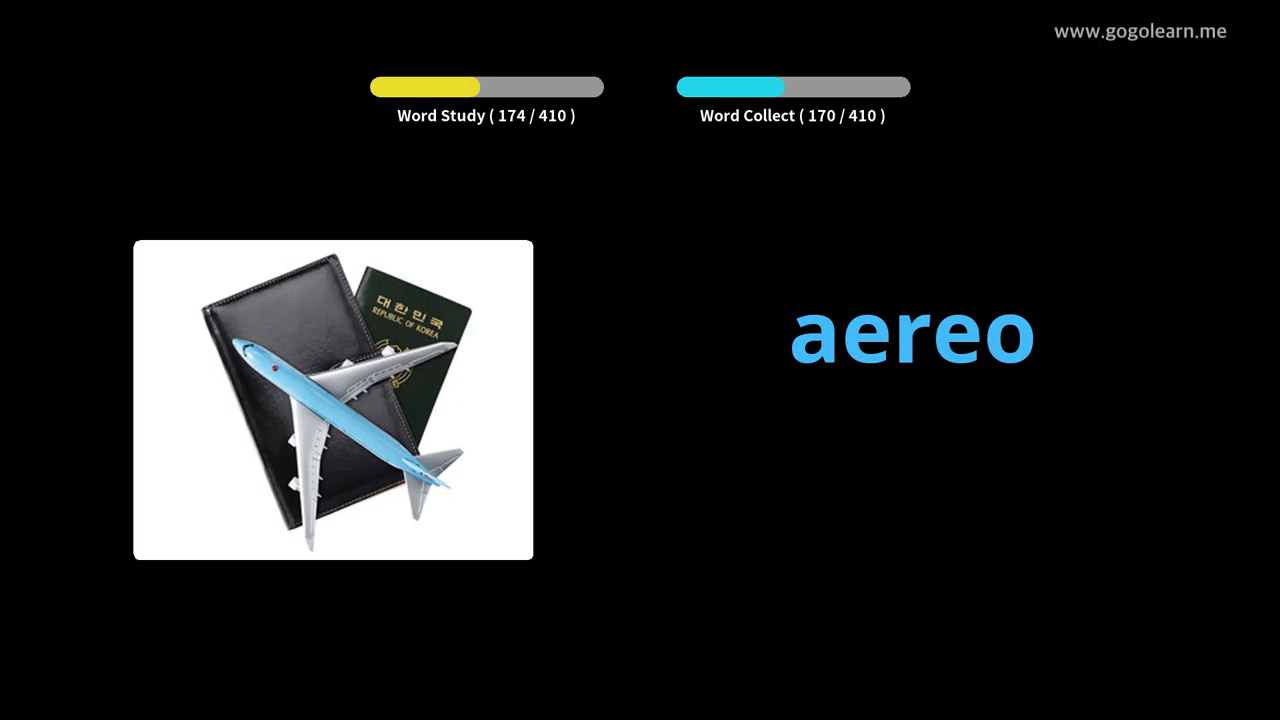 www.gogolearn.me
Word Study ( 174 / 410 )
Word Collect ( 170 / 410 )
대한민국
REPUBLIC OF KOREA
aereo